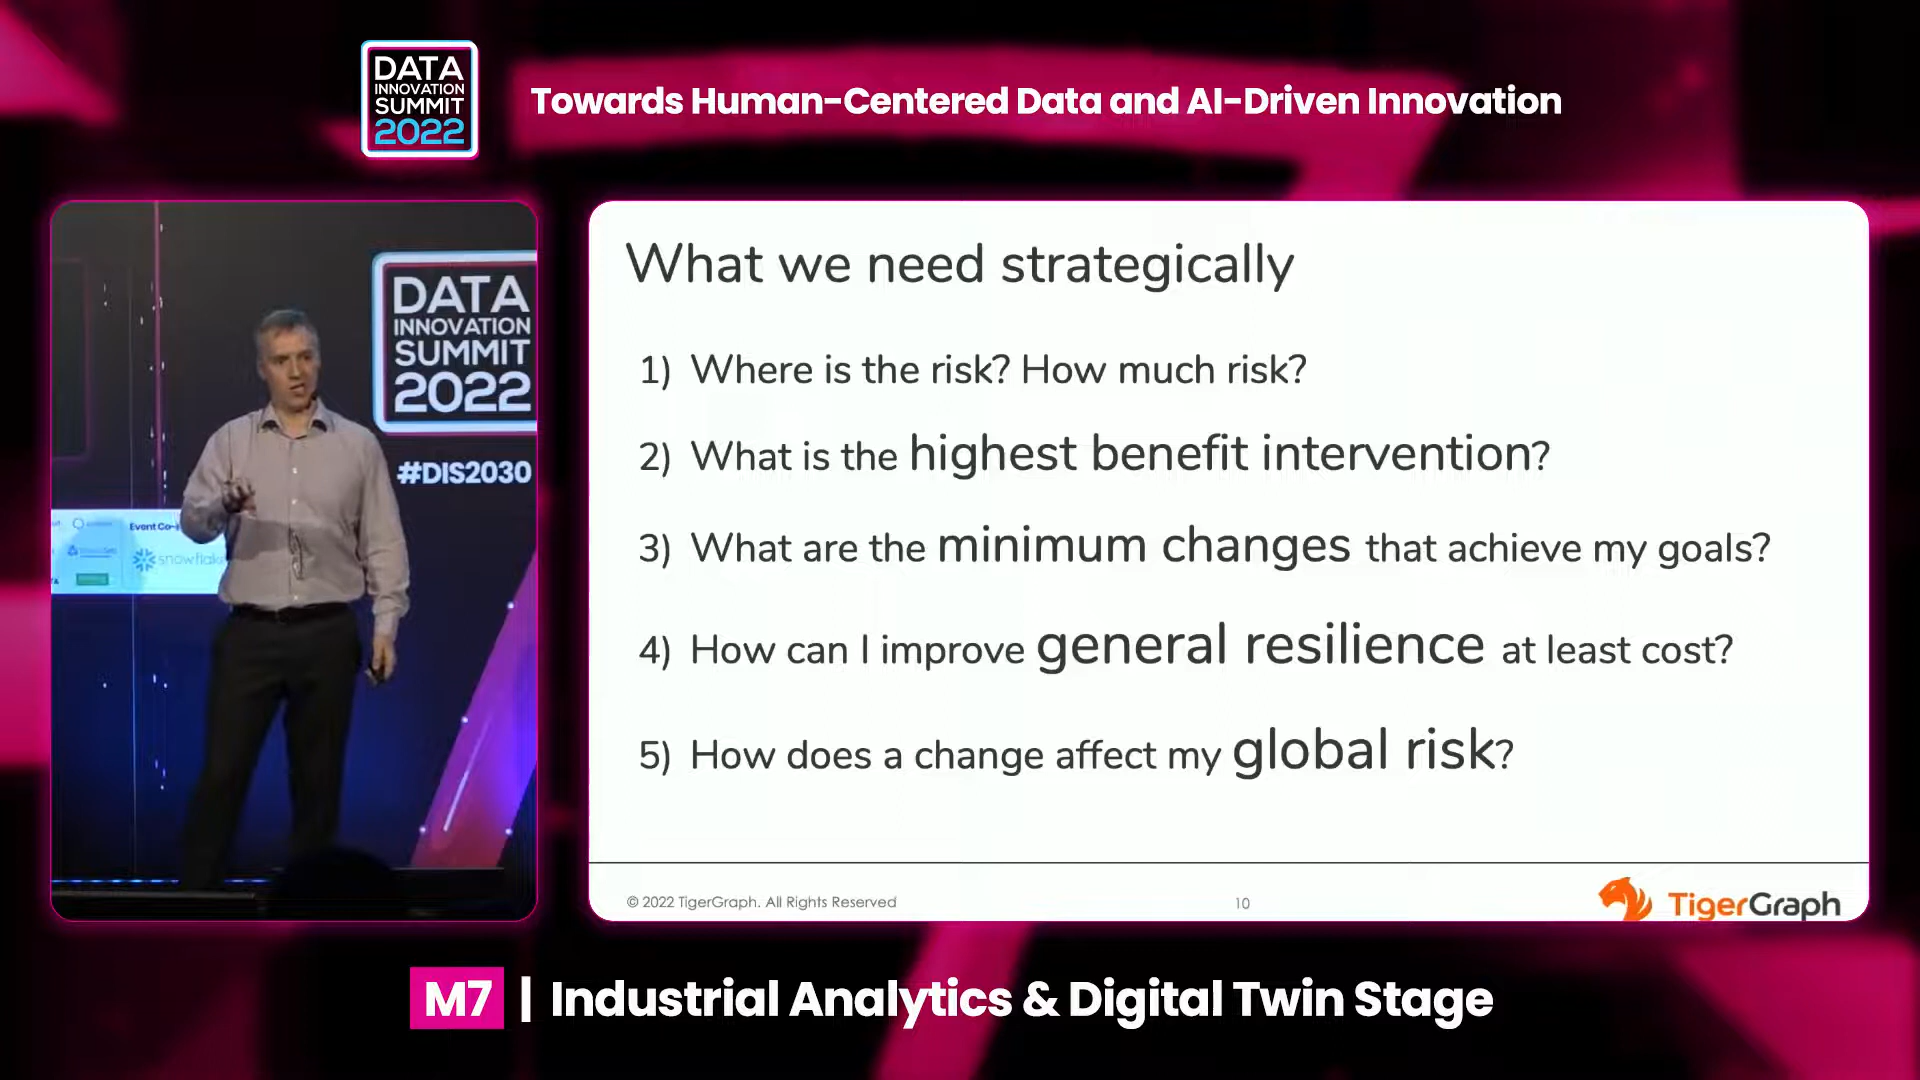 DATA
INNOVATION
SUMMIT
2022
Towards Human-Centered Data and AI-Driven Innovation
DATA
INNOVATION
SUMMIT
2022
#DIS2030
Event Co-
snowflake
What we need strategically
1) Where is the risk? How much risk?
2) What is the highest benefit intervention?
3) What are the minimum changes that achieve my goals?
4) How can I improve general resilience at least cost?
5) How does a change affect my global risk?
© 2022 TigerGraph. All Rights Reserved
10
TigerGraph
M7 | Industrial Analytics & Digital Twin Stage